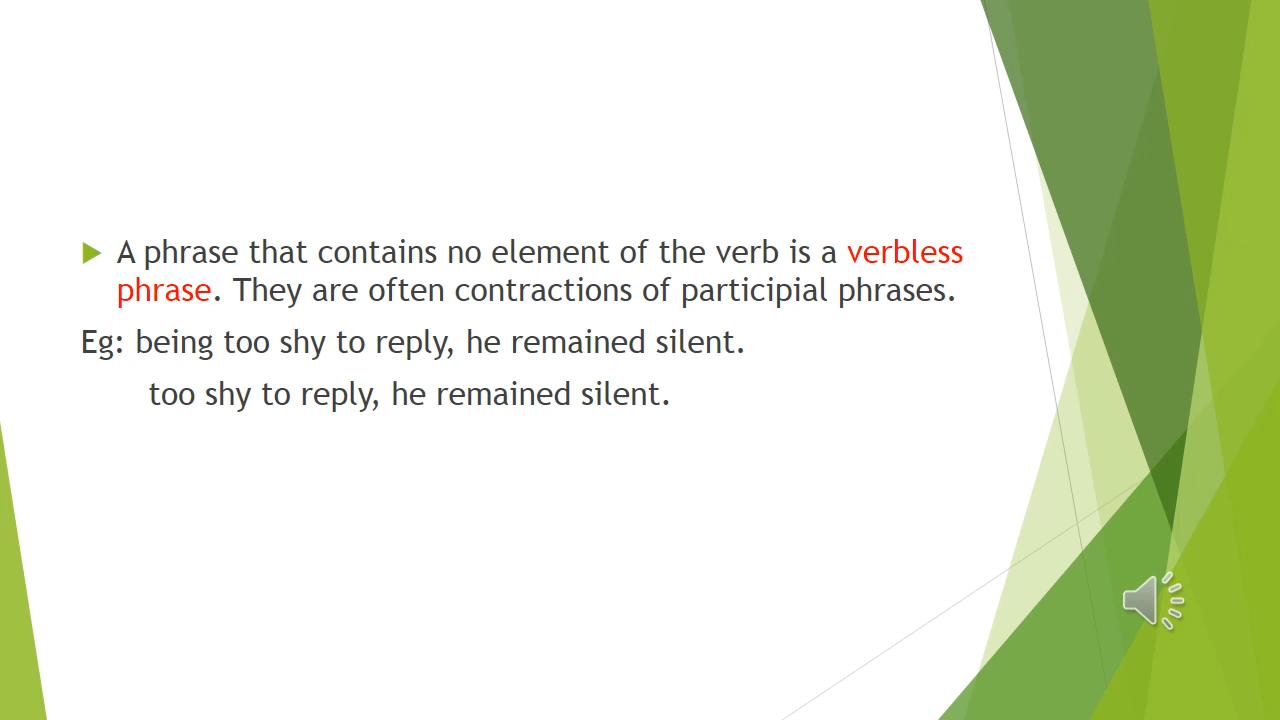 A phrase that contains no element of the verb is a verbless
phrase. They are often contractions of participial phrases.
Eg: being too shy to reply, he remained silent.
too shy to reply, he remained silent.